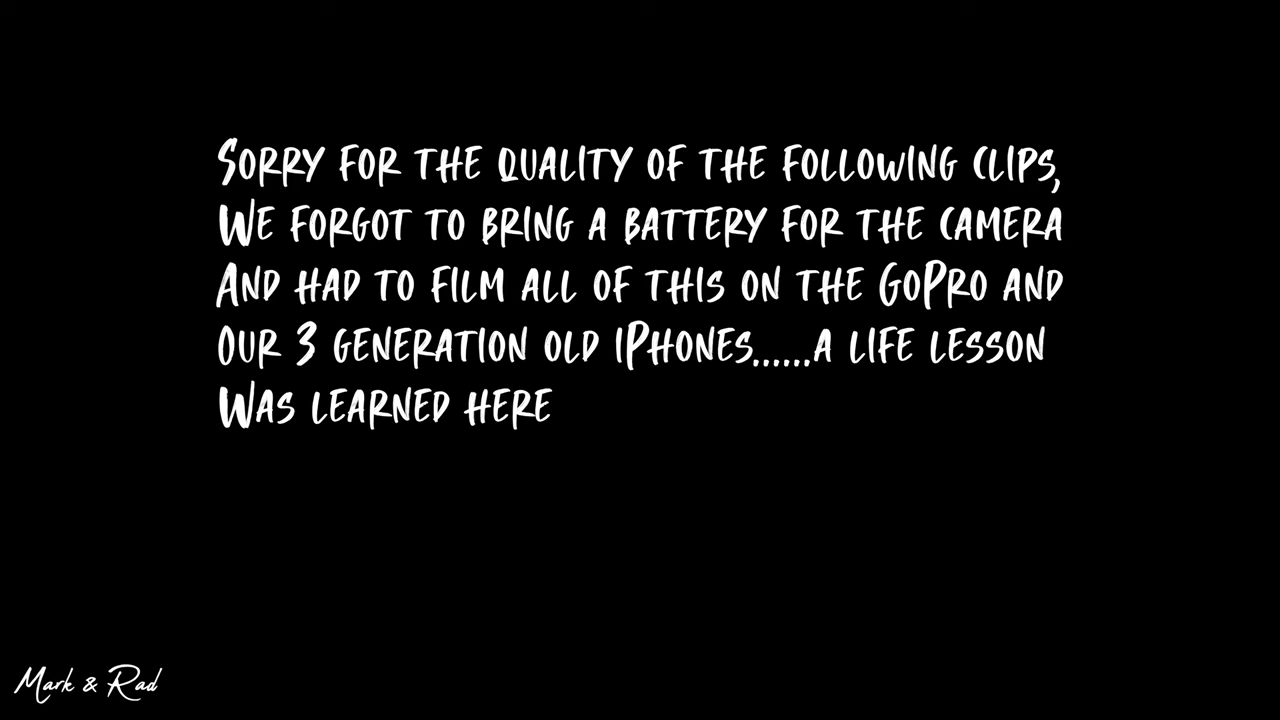 Sorry for the quality of the following clips,
We forgot to bring a battery for the camera
And had to film all of this on the GoPro and
our 3 generation old iPhones......a life lesson
Was learned here
Mark & Rad